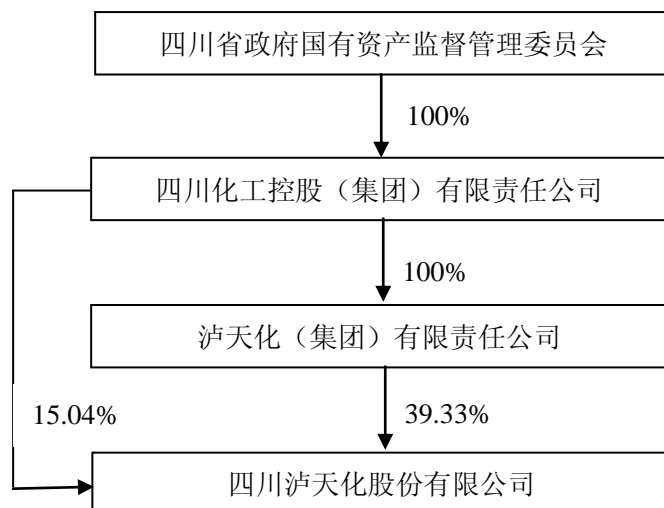 四川省政府国有资产监督管理委员会
100%
四川化工控股（集团）有限责任公司
100%
泸天化（集团）有限责任公司
15.04%
39.33%
四川泸天化股份有限公司